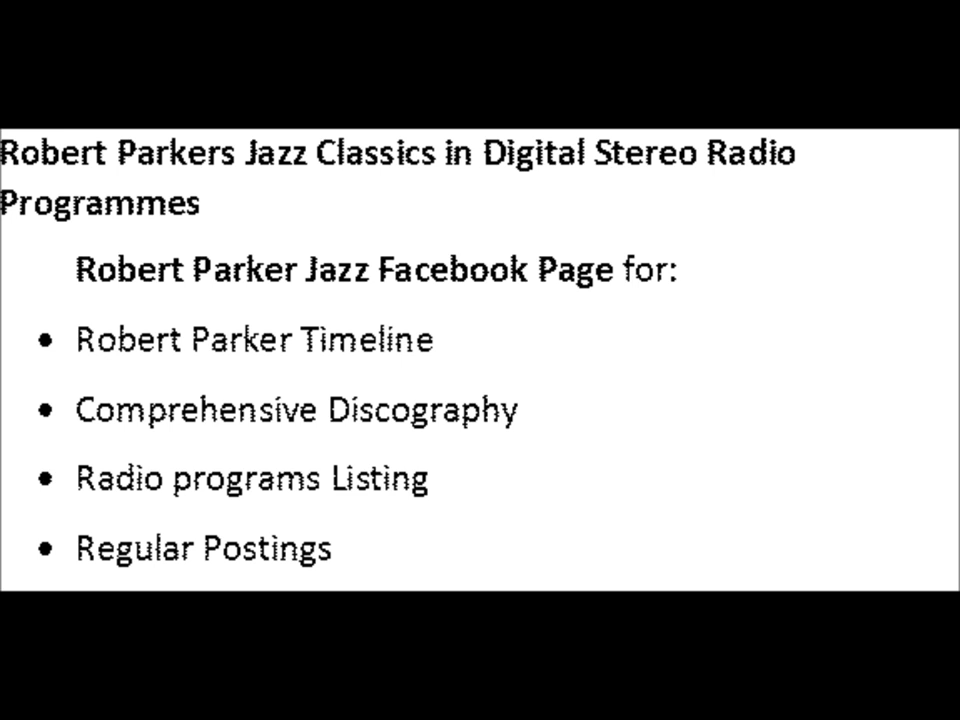 Robert Parkers Jazz Classics in Digital Stereo Radio
Programmes
Robert Parker Jazz Facebook Page for:
• Robert Parker Timeline
• Comprehensive Discography
• Radio programs Listing
• Regular Postings